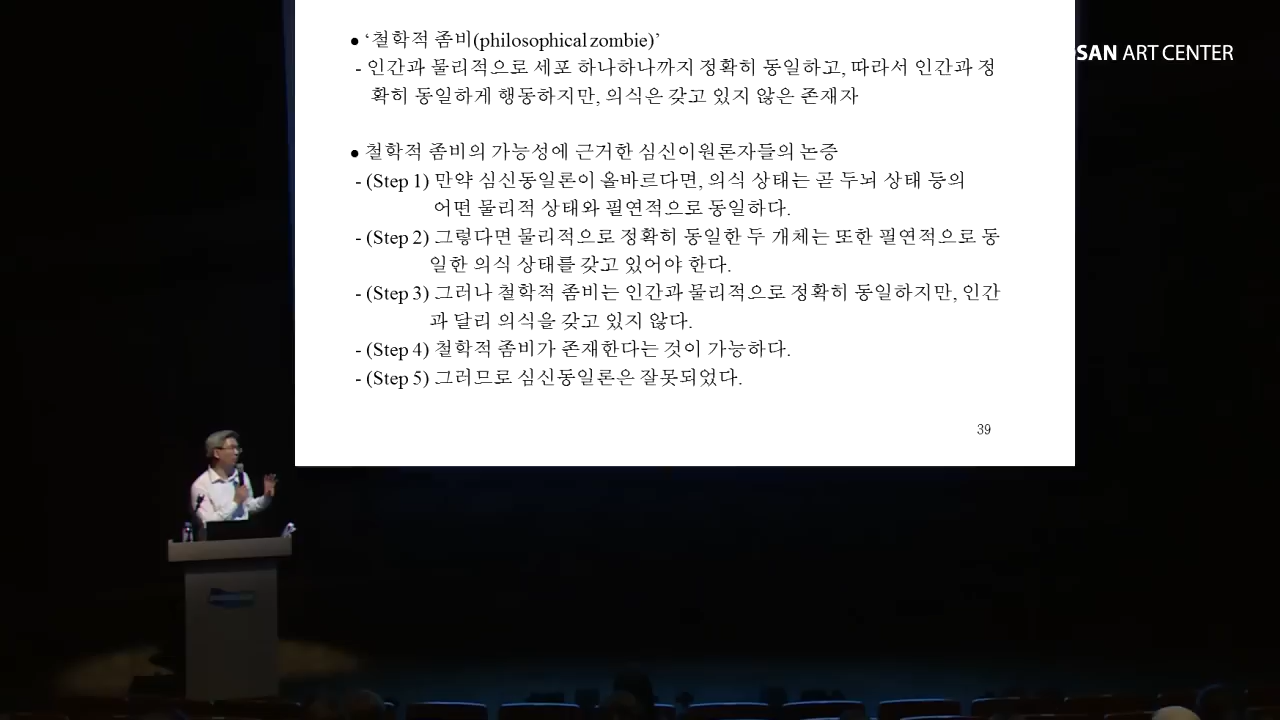 ● ‘철학적 좀비(philosophical zombie)’
- 인간과 물리적으로 세포 하나하나까지 정확히 동일하고, 따라서 인간과 정
확히 동일하게 행동하지만, 의식은 갖고 있지 않은 존재자
● 철학적 좀비의 가능성에 근거한 심신이원론자들의 논증
- (Step 1) 만약 심신동일론이 올바르다면, 의식 상태는 곧 두뇌 상태 등의
어떤 물리적 상태와 필연적으로 동일하다.
- (Step 2) 그렇다면 물리적으로 정확히 동일한 두 개체는 또한 필연적으로 동
일한 의식 상태를 갖고 있어야 한다.
- (Step 3) 그러나 철학적 좀비는 인간과 물리적으로 정확히 동일하지만, 인간
과 달리 의식을 갖고 있지 않다.
- (Step 4) 철학적 좀비가 존재한다는 것이 가능하다.
- (Step 5) 그러므로 심신동일론은 잘못되었다.
39
SAN ART CENTER